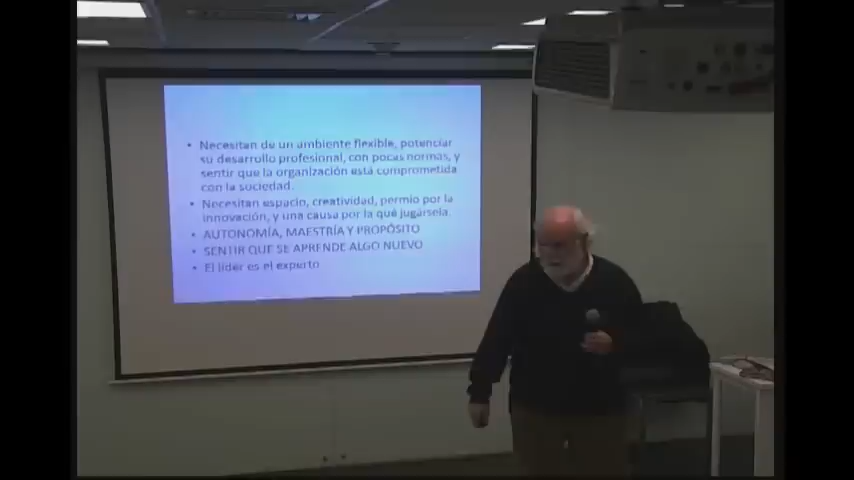 • Necesitan de un ambiente flexible, potenciar
su desarrollo profesional, con pocas normas, y
sentir que la organización está comprometida
con la sociedad.
• Necesitan espacio, creatividad, permio por la
innovación, y una causa por la qué jugársela.
• AUTONOMÍA, MAESTRÍA Y PROPÓSITO
• SENTIR QUE SE APRENDE ALGO NUEVO
• El líder es el experto